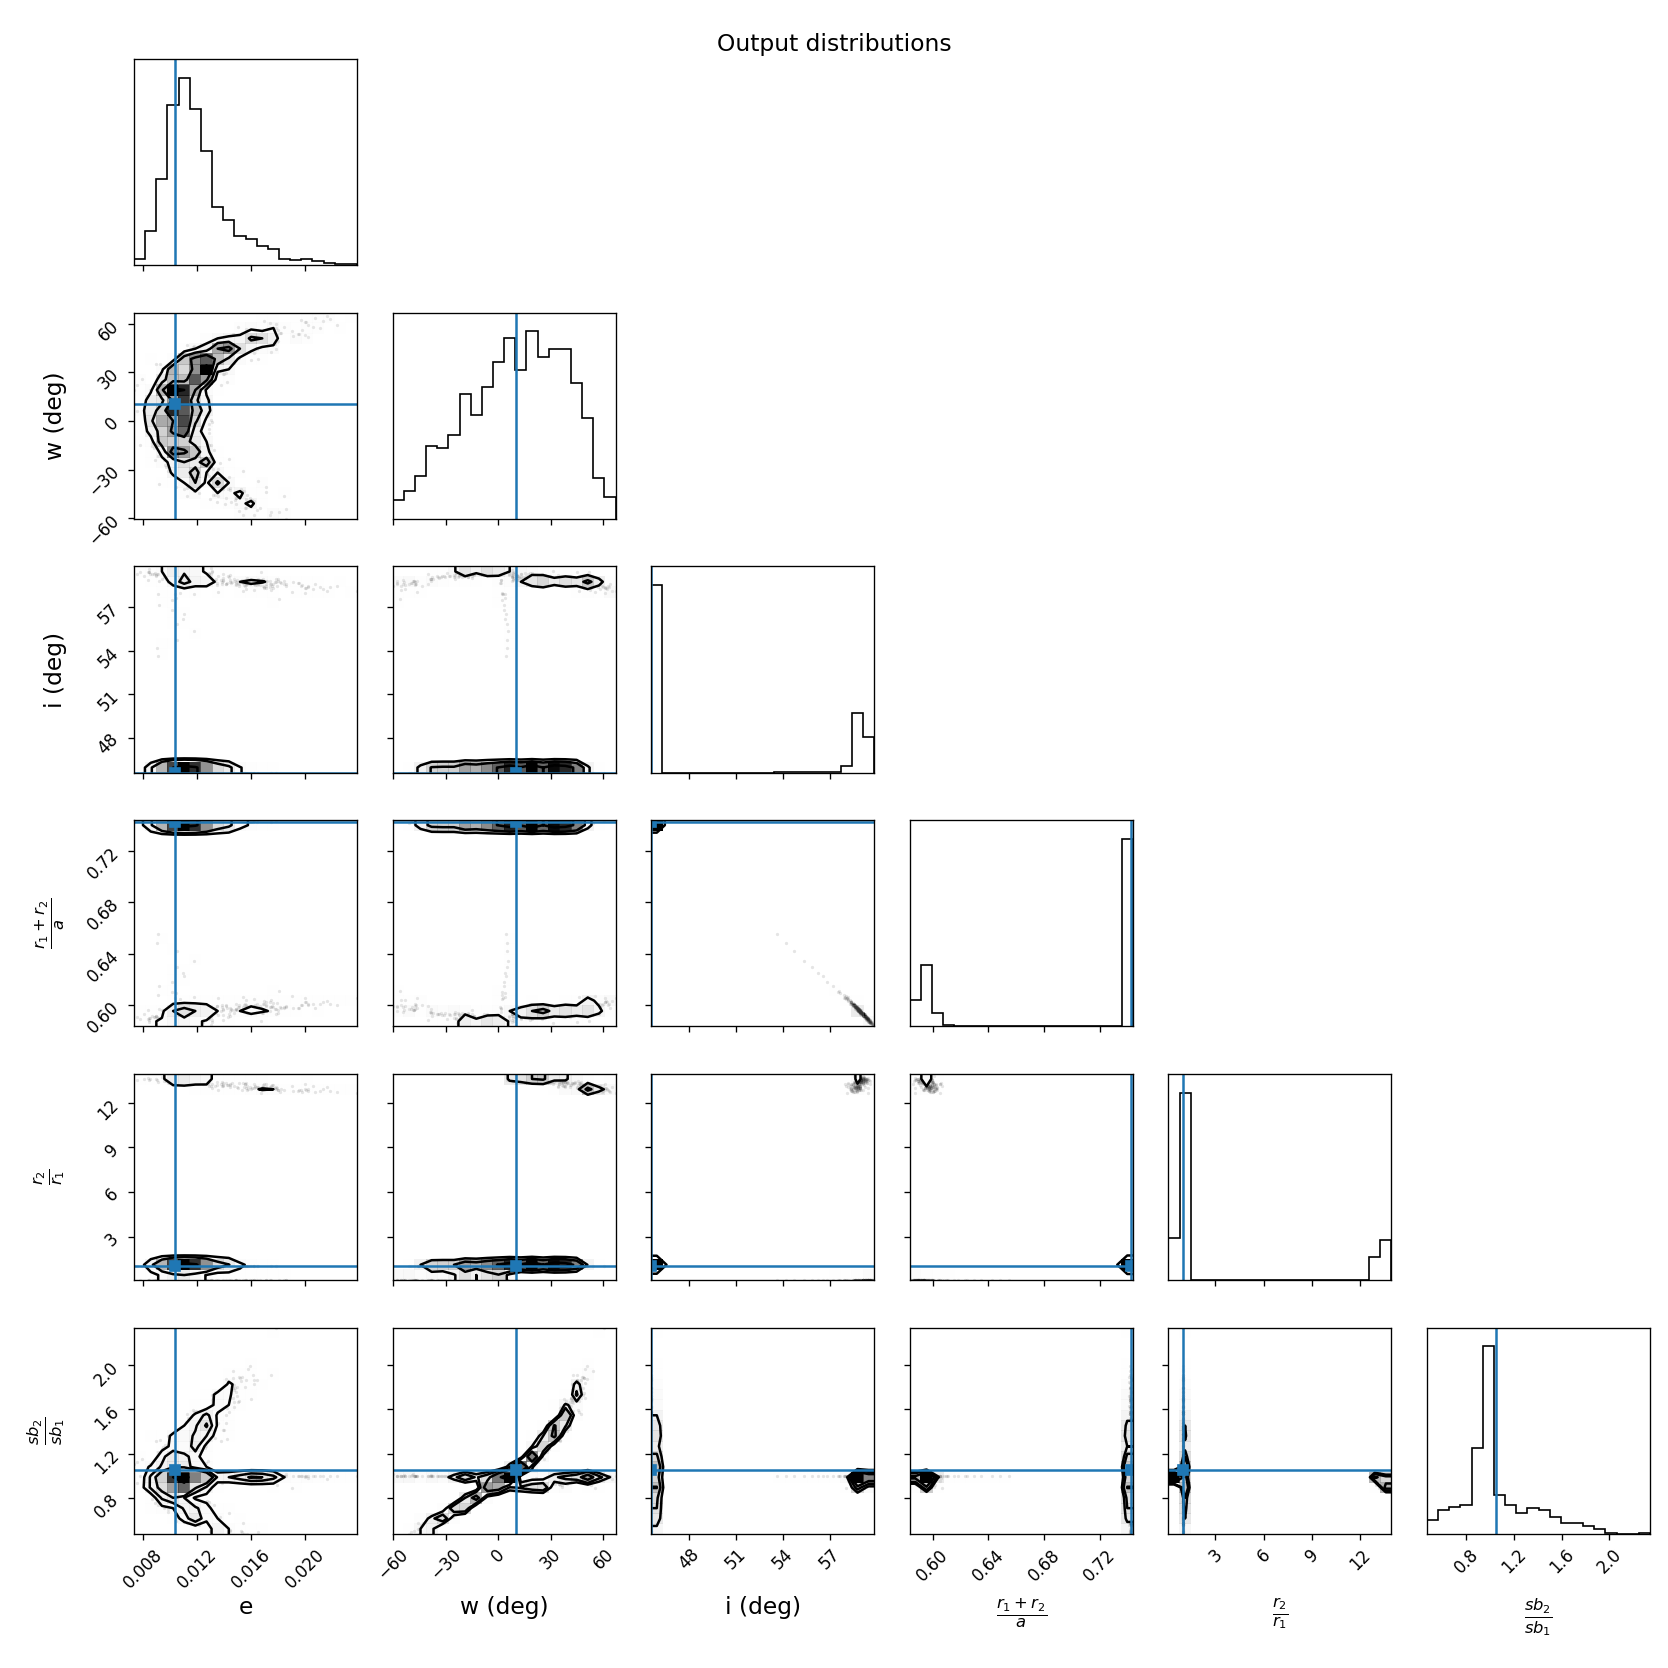 Output distributions
60
30
0
−30
−60
w (deg)
57
54
51
48
i (deg)
0.72
0.68
0.64
0.60
r₁ + r₂
a
12
9
6
3
r₂
r₁
2.0
1.6
1.2
0.8
sb₂
sb₁
0.008 0.012 0.016 0.020
−60 −30 0 30 60
48 51 54 57
0.60 0.64 0.68 0.72
3 6 9 12
0.8 1.2 1.6 2.0
e
w (deg)
i (deg)
r₁ + r₂
a
r₂
r₁
sb₂
sb₁